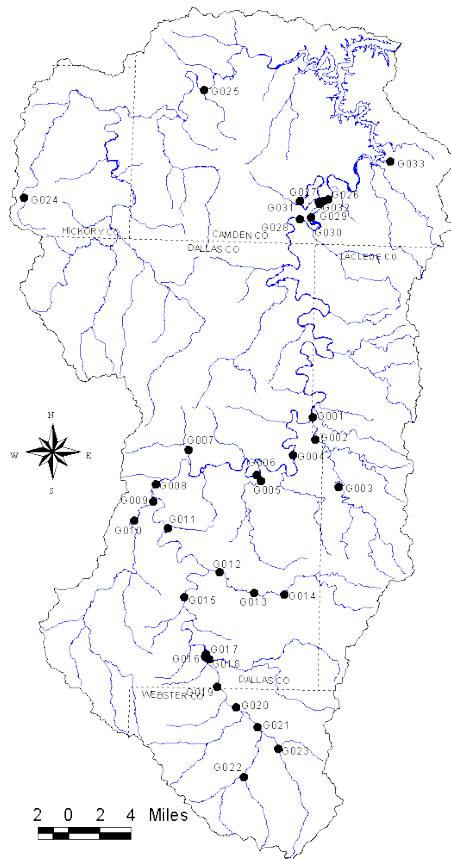 G025
G033
G024
G027
G026
G031
G032
G029
G028
G030
HICKORY CO
CAMDEN CO
DALLAS CO
LACLEDE CO
G001
G002
N
W E
S
G007
G004
G006
G005
G003
G008
G009
G010
G011
G012
G013
G014
G015
G017
G016
G018
DALLAS CO
G019
WEBSTER CO
G020
G021
G023
G022
2 0 2 4 Miles